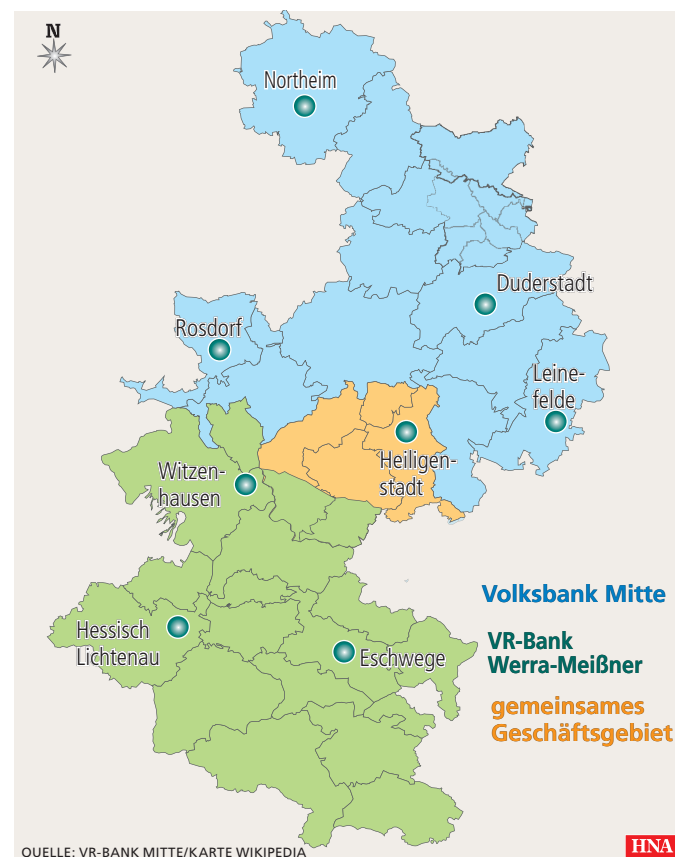 N
Northeim
Duderstadt
Rosdorf
Leine-
felde
Heiligen-
stadt
Witzen-
hausen
Hessisch
Lichtenau
Eschwege
Volksbank Mitte
VR-Bank
Werra-Meißner
gemeinsames
Geschäftsgebiet
QUELLE: VR-BANK MITTE/KARTE WIKIPEDIA
HNA